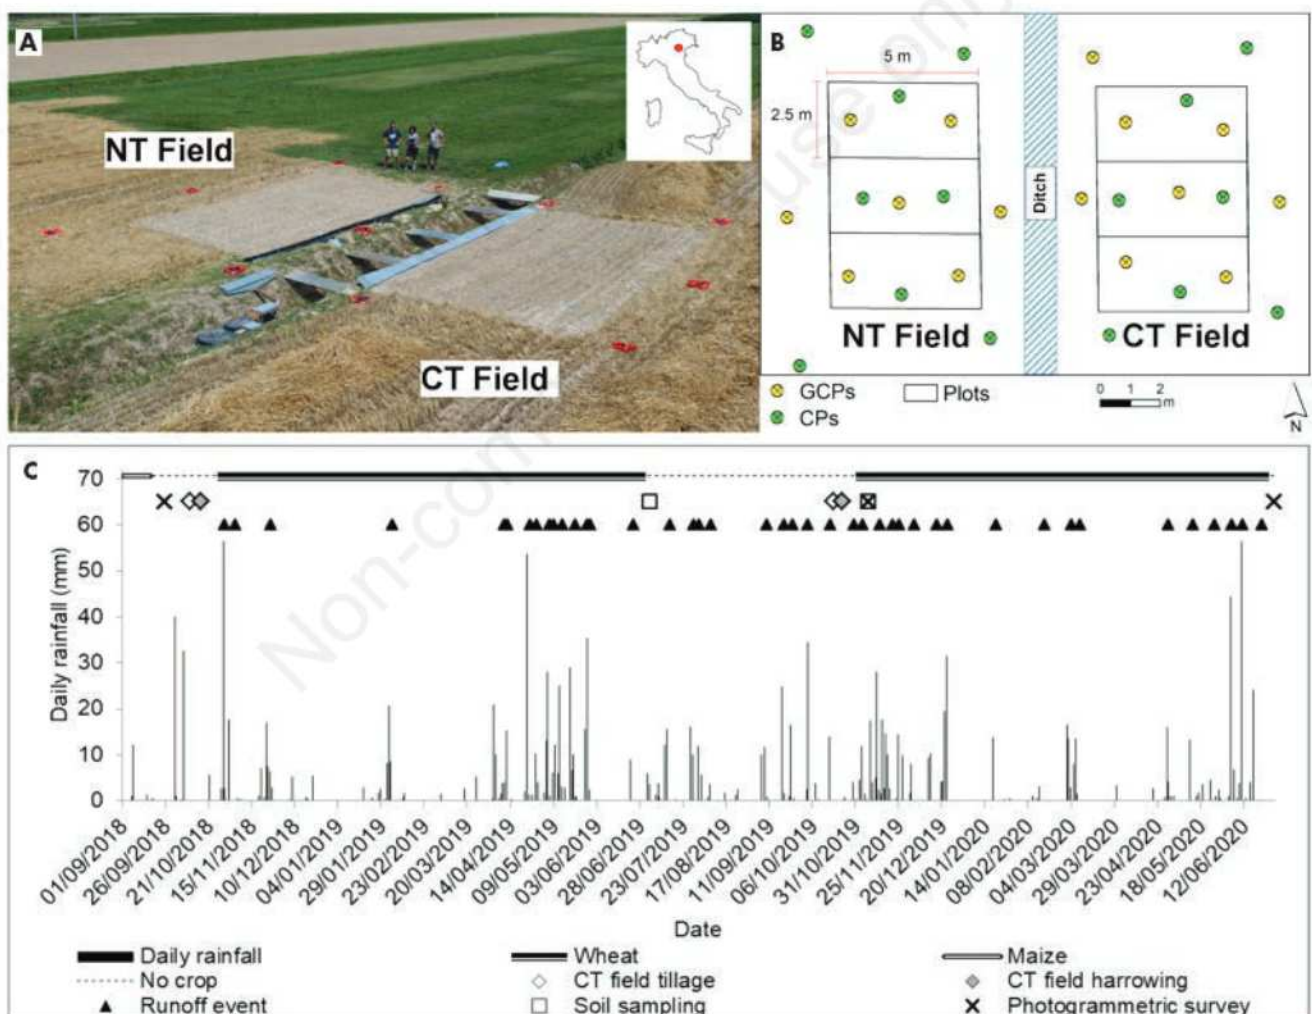 A
NT Field
CT Field
B
5 m
2.5 m
Ditch
NT Field
CT Field
GCPs
Plots
CPs
0 1 2
m
N
Non-com
use on
C
70
60
50
40
30
20
10
0
Daily rainfall (mm)
01/09/2018
26/09/2018
21/10/2018
15/11/2018
10/12/2018
04/01/2019
29/01/2019
23/02/2019
20/03/2019
14/04/2019
09/05/2019
03/06/2019
28/06/2019
23/07/2019
17/08/2019
11/09/2019
06/10/2019
31/10/2019
25/11/2019
20/12/2019
14/01/2020
08/02/2020
04/03/2020
29/03/2020
23/04/2020
18/05/2020
12/06/2020
Date
Daily rainfall
Wheat
Maize
No crop
CT field tillage
CT field harrowing
Runoff event
Soil sampling
Photogrammetric survey